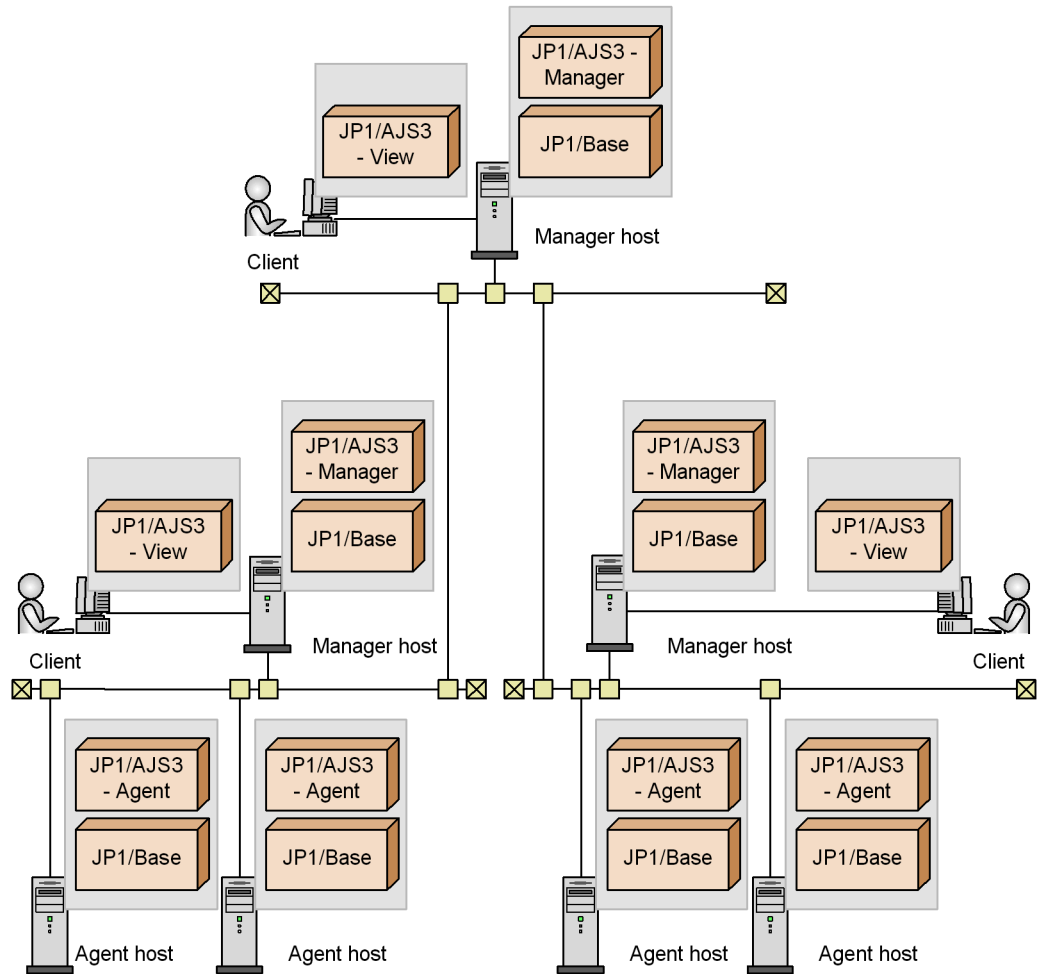 JP1/AJS3 -
Manager
JP1/AJS3
- View
JP1/Base
Manager host
Client
JP1/AJS3
- Manager
JP1/AJS3
- View
JP1/Base
Manager host
Client
JP1/AJS3
- Manager
JP1/Base
JP1/AJS3
- View
Manager host
Client
JP1/AJS3
- Agent
JP1/Base
Agent host
JP1/AJS3
- Agent
JP1/Base
Agent host
JP1/AJS3
- Agent
JP1/Base
Agent host
JP1/AJS3
- Agent
JP1/Base
Agent host